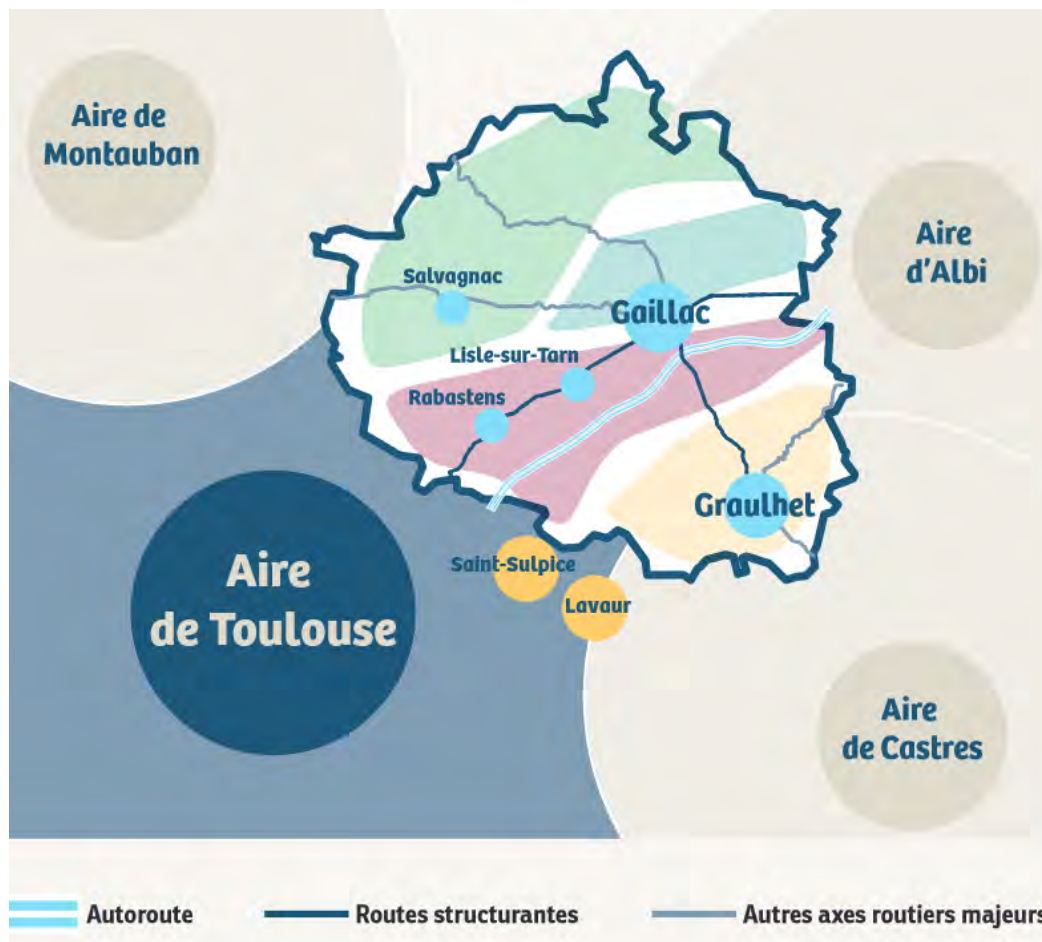 Aire de
Montauban
Aire
d'Albi
Salvagnac
Gaillac
Lisle-sur-Tarn
Rabastens
Graulhet
Saint-Sulpice
Lavaur
Aire
de Toulouse
Aire
de Castres
Autoroute
Routes structurantes
Autres axes routiers majeurs